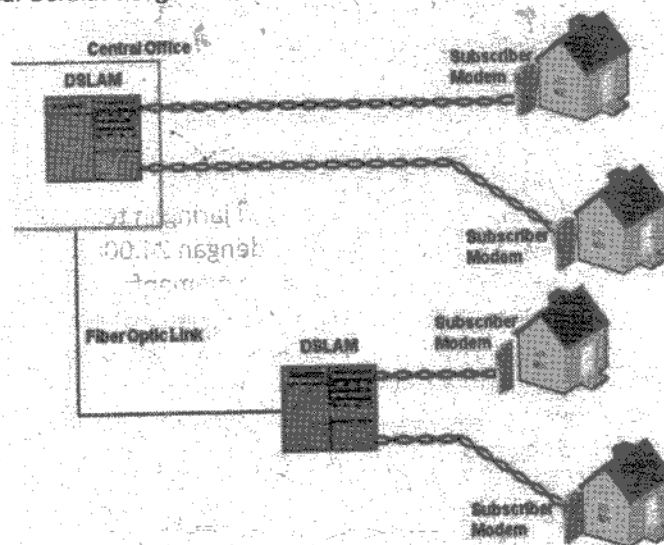 Central Office
DSLAM
Subscriber
Modem
Subscriber
Modem
Fiber Optic Link
DSLAM
Subscriber
Modem
Subscriber
Modem